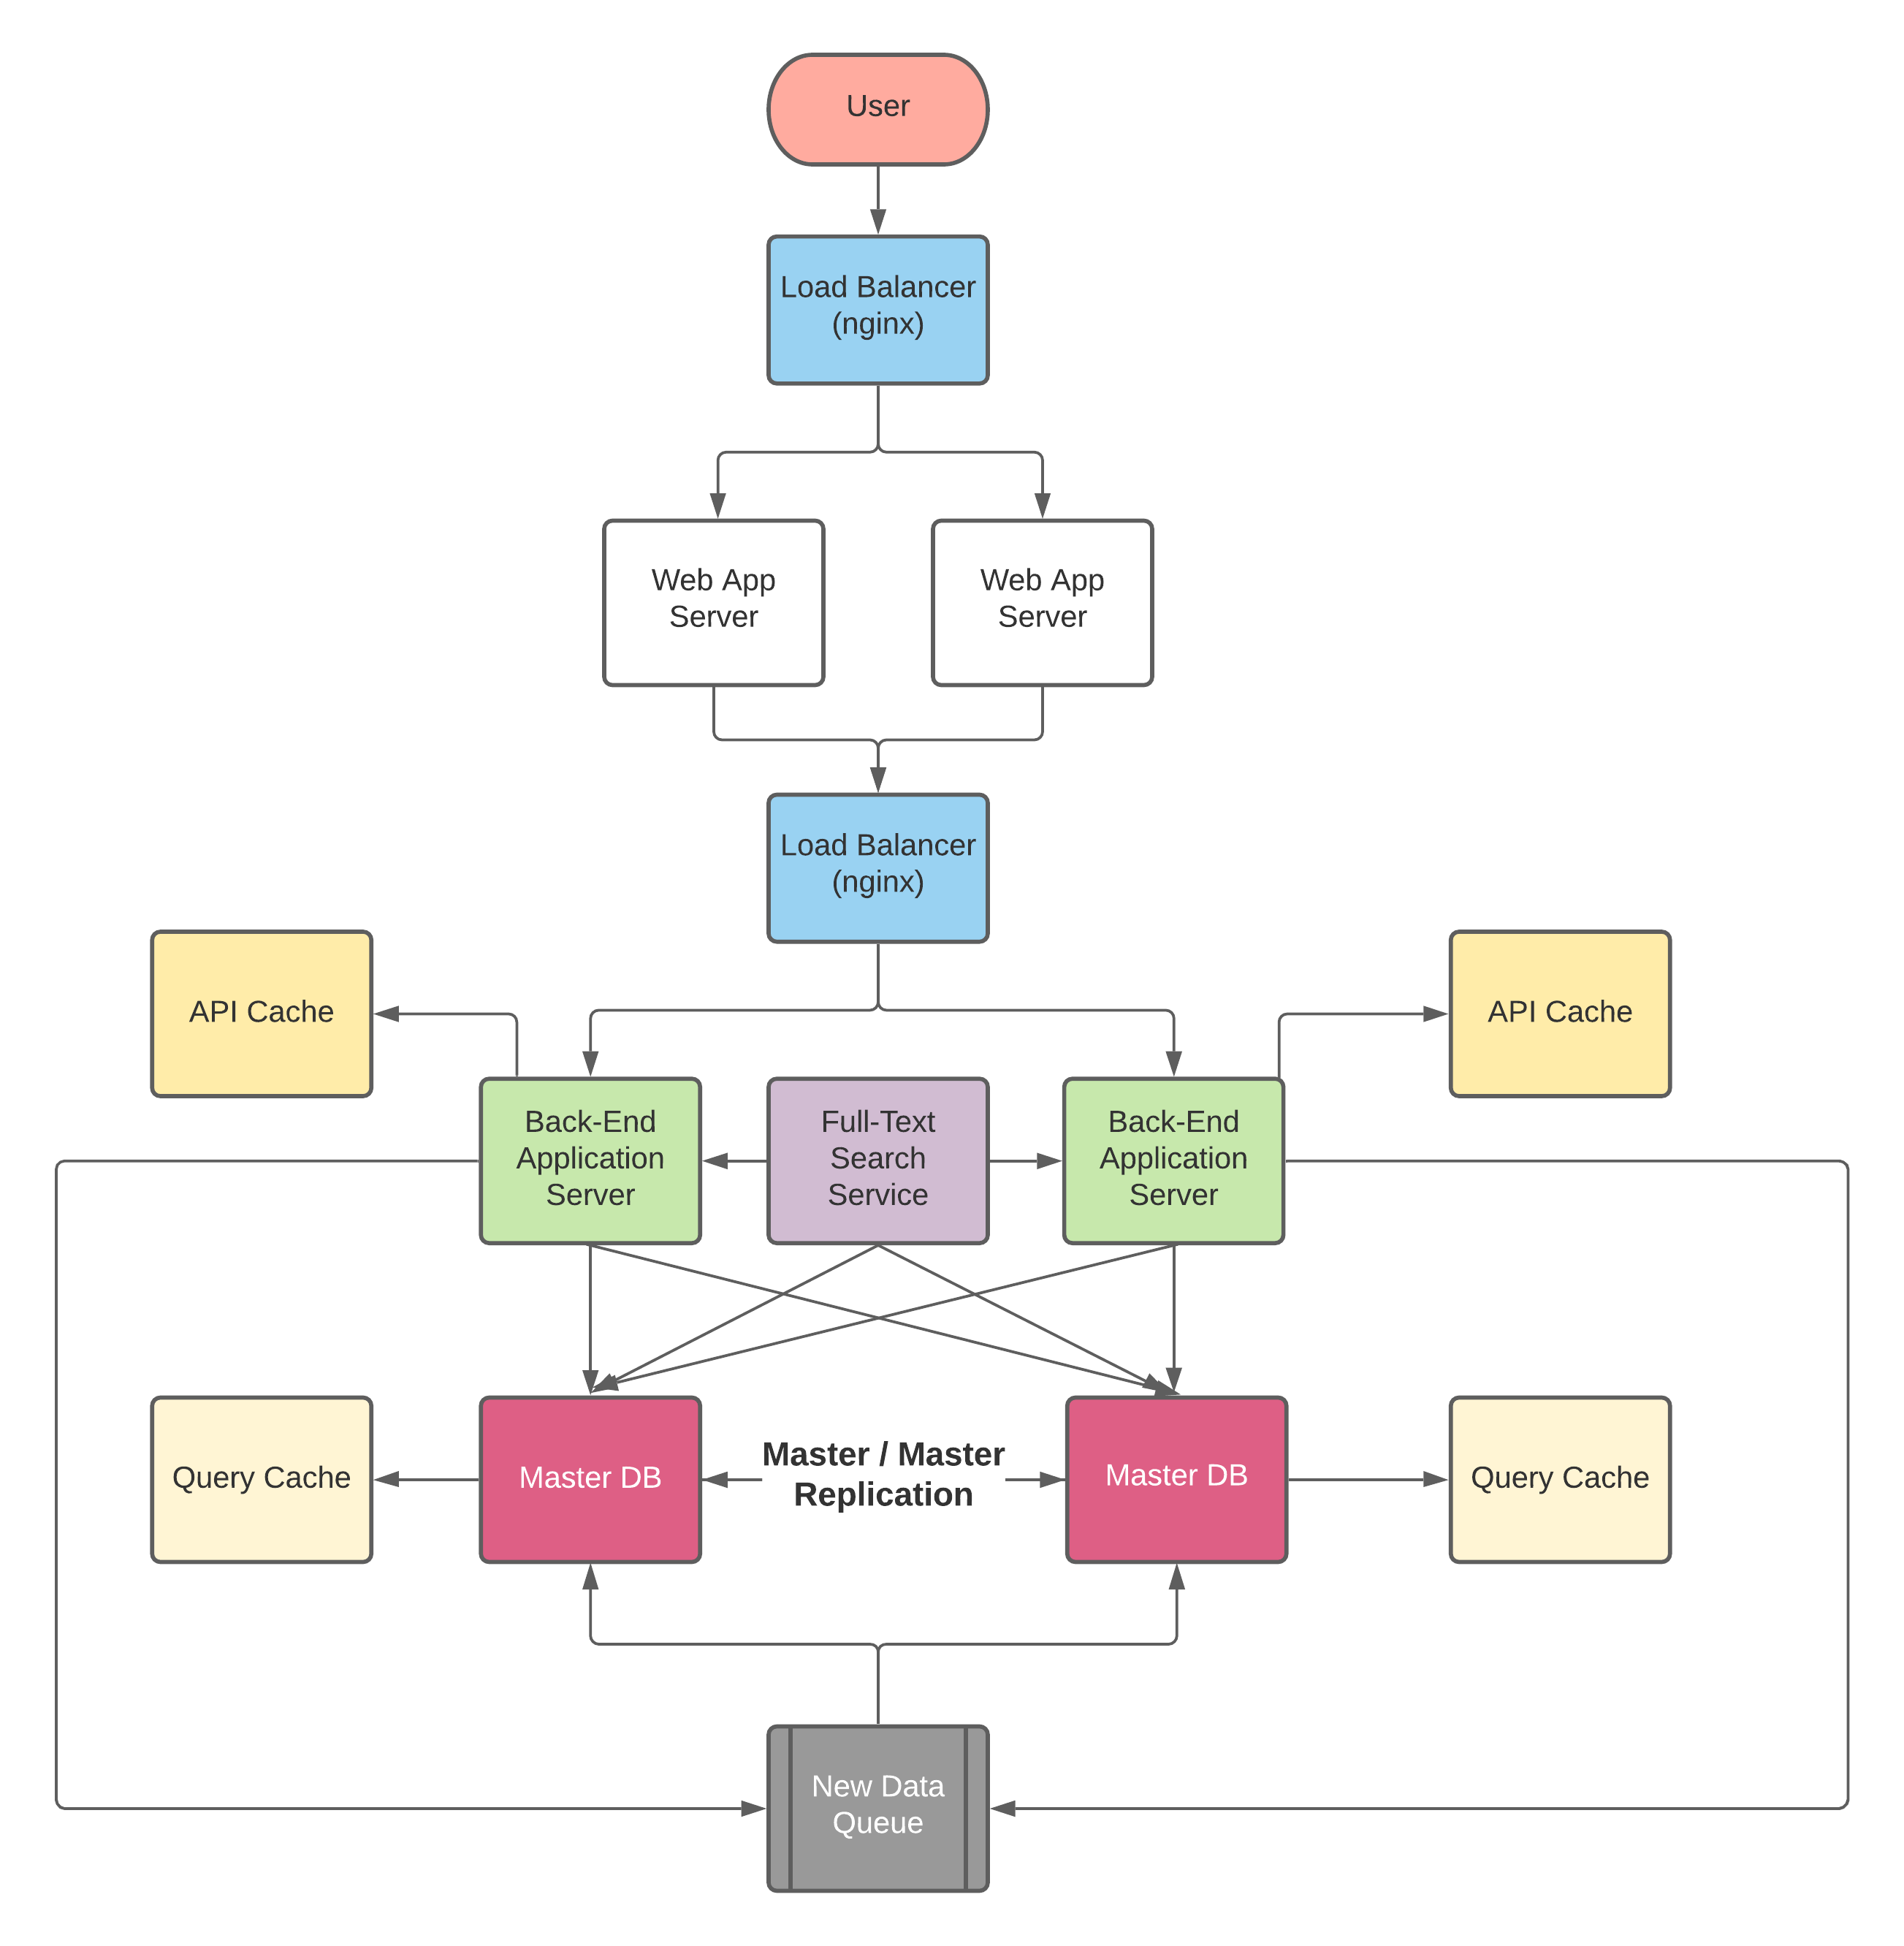 User
Load Balancer
(nginx)
Web App
Server
Web App
Server
Load Balancer
(nginx)
API Cache
API Cache
Back-End
Application
Server
Full-Text
Search
Service
Back-End
Application
Server
Query Cache
Master DB
Master / Master
Replication
Master DB
Query Cache
New Data
Queue